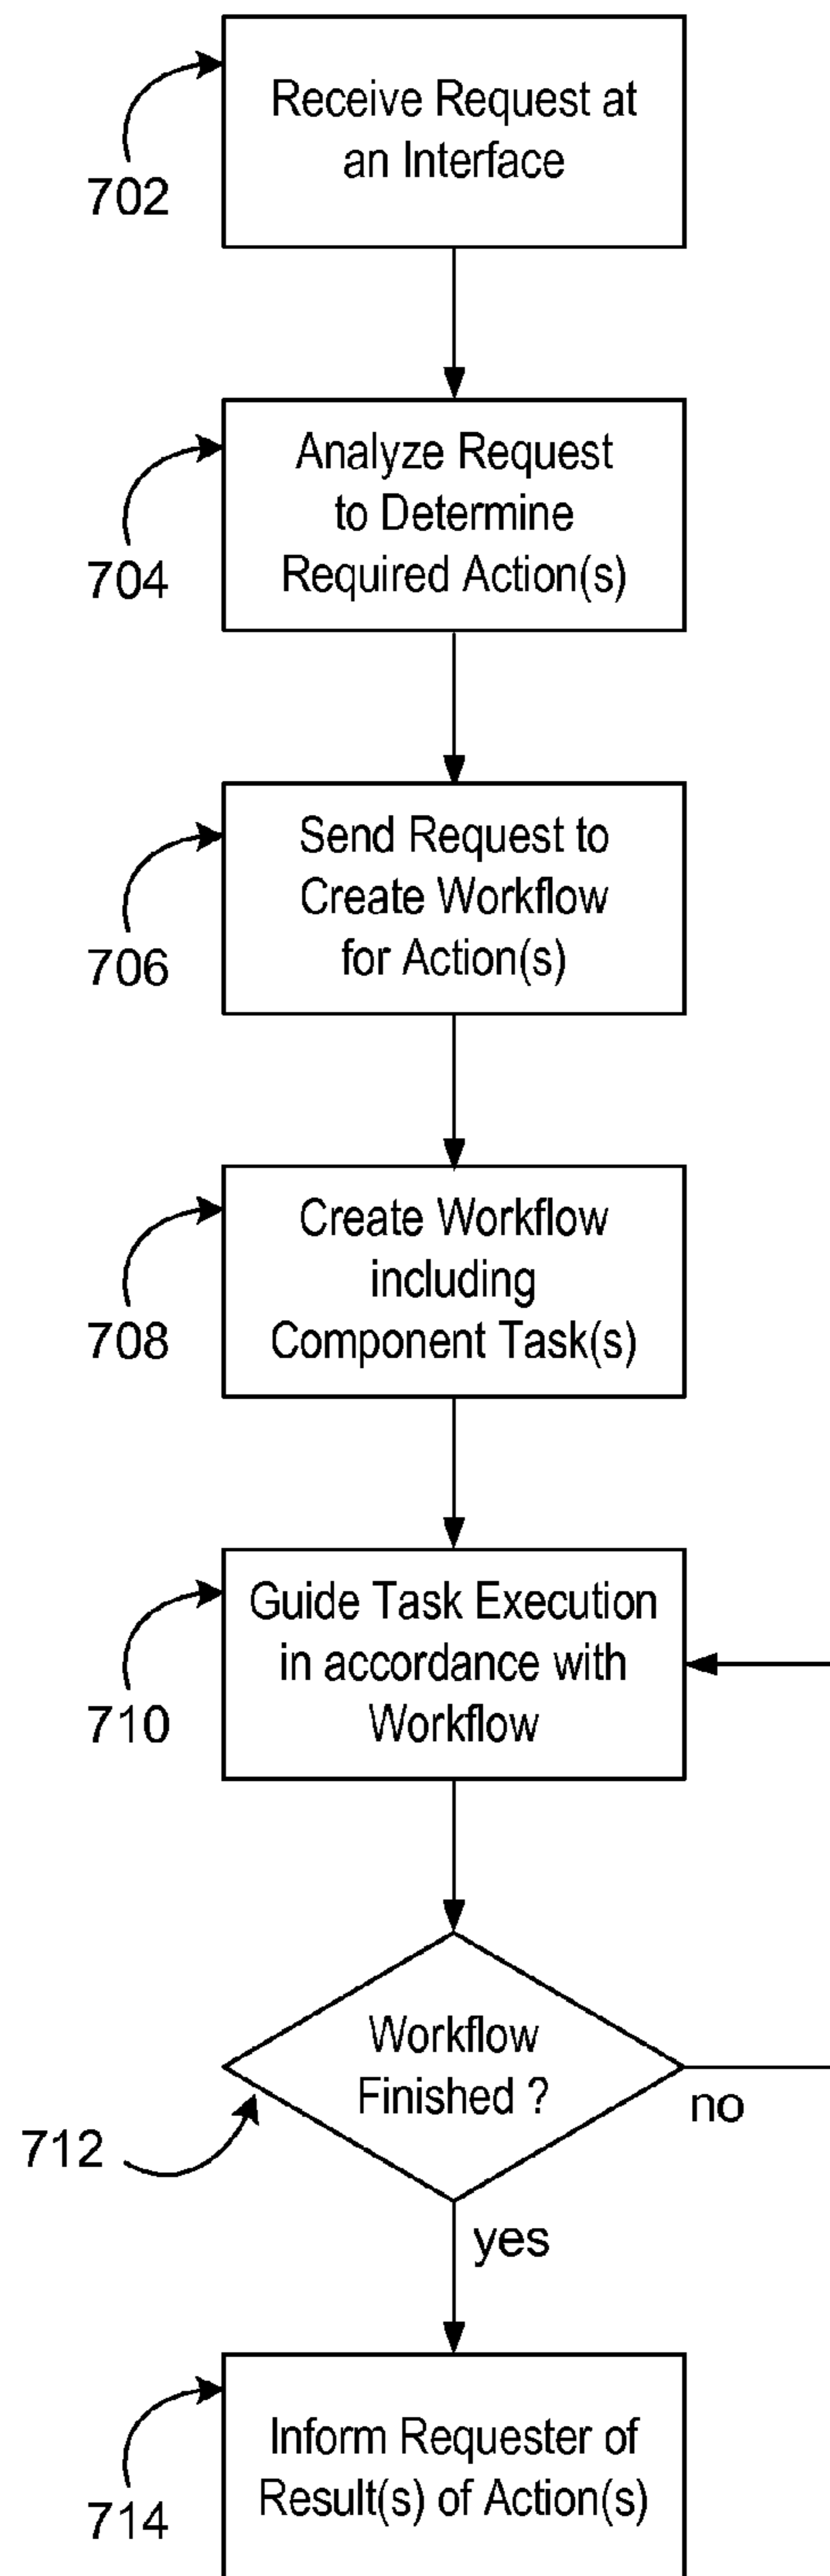 Receive Request at
an Interface
702
Analyze Request
to Determine
Required Action(s)
704
Send Request to
Create Workflow
for Action(s)
706
Create Workflow
including
Component Task(s)
708
Guide Task Execution
in accordance with
Workflow
710
Workflow
Finished ?
no
712
yes
Inform Requester of
Result(s) of Action(s)
714